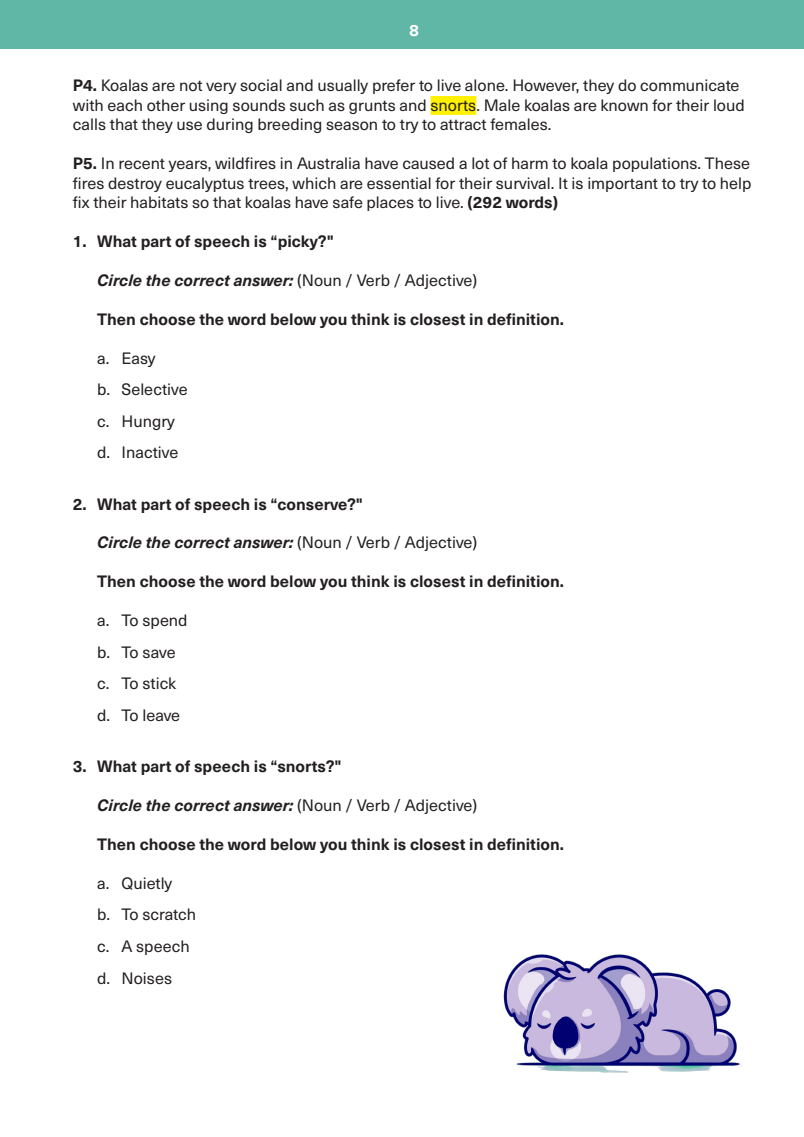 8
P4. Koalas are not very social and usually prefer to live alone. However, they do communicate
with each other using sounds such as grunts and snorts. Male koalas are known for their loud
calls that they use during breeding season to try to attract females.
P5. In recent years, wildfires in Australia have caused a lot of harm to koala populations. These
fires destroy eucalyptus trees, which are essential for their survival. It is important to try to help
fix their habitats so that koalas have safe places to live. (292 words)
1. What part of speech is “picky?"
Circle the correct answer: (Noun / Verb / Adjective)
Then choose the word below you think is closest in definition.
a. Easy
b. Selective
c. Hungry
d. Inactive
2. What part of speech is “conserve?"
Circle the correct answer: (Noun / Verb / Adjective)
Then choose the word below you think is closest in definition.
a. To spend
b. To save
c. To stick
d. To leave
3. What part of speech is “snorts?"
Circle the correct answer: (Noun / Verb / Adjective)
Then choose the word below you think is closest in definition.
a. Quietly
b. To scratch
c. A speech
d. Noises